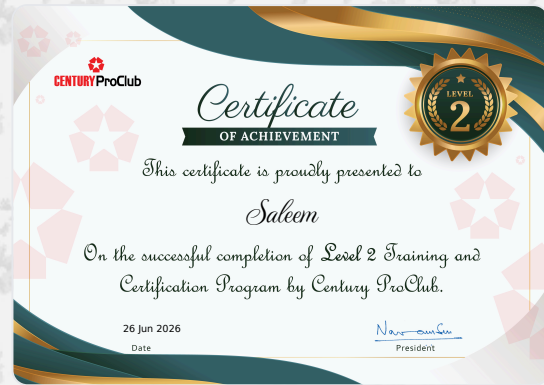 CENTURY ProClub
LEVEL
2
Certificate
OF ACHIEVEMENT
This certificate is proudly presented to
Saleem
On the successful completion of Level 2 Training and
Certification Program by Century ProClub.
26 Jun 2026
Date
President